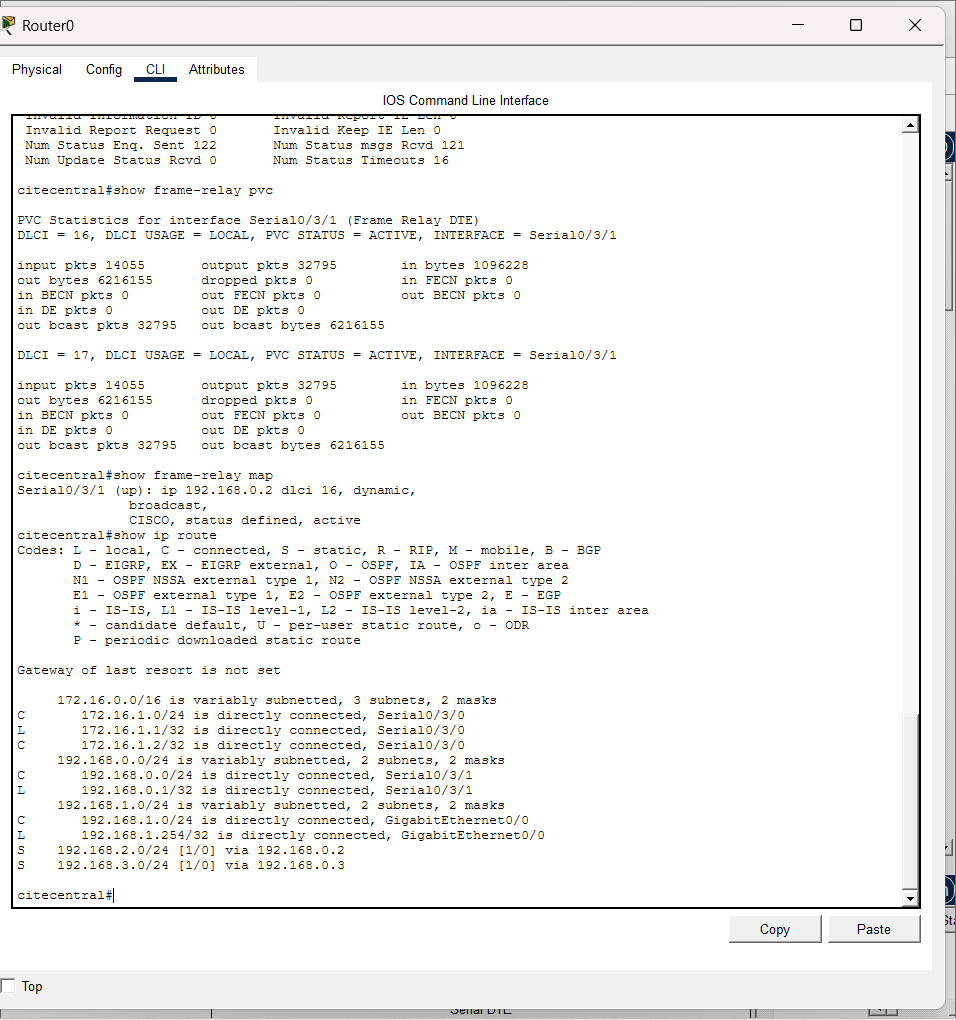 Router0
Physical Config CLI Attributes
IOS Command Line Interface
Invalid Information ID 0 Invalid Report IE Len 0
Invalid Report Request 0 Invalid Keep IE Len 0
Num Status Enq. Sent 122 Num Status msgs Rcvd 121
Num Update Status Rcvd 0 Num Status Timeouts 16
citecentral#show frame-relay pvc
PVC Statistics for interface Serial0/3/1 (Frame Relay DTE)
DLCI = 16, DLCI USAGE = LOCAL, PVC STATUS = ACTIVE, INTERFACE = Serial0/3/1
input pkts 14055 output pkts 32795 in bytes 1096228
out bytes 6216155 dropped pkts 0 in FECN pkts 0
in BECN pkts 0 out FECN pkts 0 out BECN pkts 0
in DE pkts 0 out DE pkts 0
out bcast pkts 32795 out bcast bytes 6216155
DLCI = 17, DLCI USAGE = LOCAL, PVC STATUS = ACTIVE, INTERFACE = Serial0/3/1
input pkts 14055 output pkts 32795 in bytes 1096228
out bytes 6216155 dropped pkts 0 in FECN pkts 0
in BECN pkts 0 out FECN pkts 0 out BECN pkts 0
in DE pkts 0 out DE pkts 0
out bcast pkts 32795 out bcast bytes 6216155
citecentral#show frame-relay map
Serial0/3/1 (up): ip 192.168.0.2 dlci 16, dynamic,
broadcast,
CISCO, status defined, active
citecentral#show ip route
Codes: L - local, C - connected, S - static, R - RIP, M - mobile, B - BGP
D - EIGRP, EX - EIGRP external, O - OSPF, IA - OSPF inter area
N1 - OSPF NSSA external type 1, N2 - OSPF NSSA external type 2
E1 - OSPF external type 1, E2 - OSPF external type 2, E - EGP
i - IS-IS, L1 - IS-IS level-1, L2 - IS-IS level-2, ia - IS-IS inter area
* - candidate default, U - per-user static route, o - ODR
P - periodic downloaded static route
Gateway of last resort is not set
172.16.0.0/16 is variably subnetted, 3 subnets, 2 masks
C 172.16.1.0/24 is directly connected, Serial0/3/0
L 172.16.1.1/32 is directly connected, Serial0/3/0
C 172.16.1.2/32 is directly connected, Serial0/3/0
192.168.0.0/24 is variably subnetted, 2 subnets, 2 masks
C 192.168.0.0/24 is directly connected, Serial0/3/1
L 192.168.0.1/32 is directly connected, Serial0/3/1
192.168.1.0/24 is variably subnetted, 2 subnets, 2 masks
C 192.168.1.0/24 is directly connected, GigabitEthernet0/0
L 192.168.1.254/32 is directly connected, GigabitEthernet0/0
S 192.168.2.0/24 [1/0] via 192.168.0.2
S 192.168.3.0/24 [1/0] via 192.168.0.3
citecentral#
Copy Paste
Top
Serial DTE